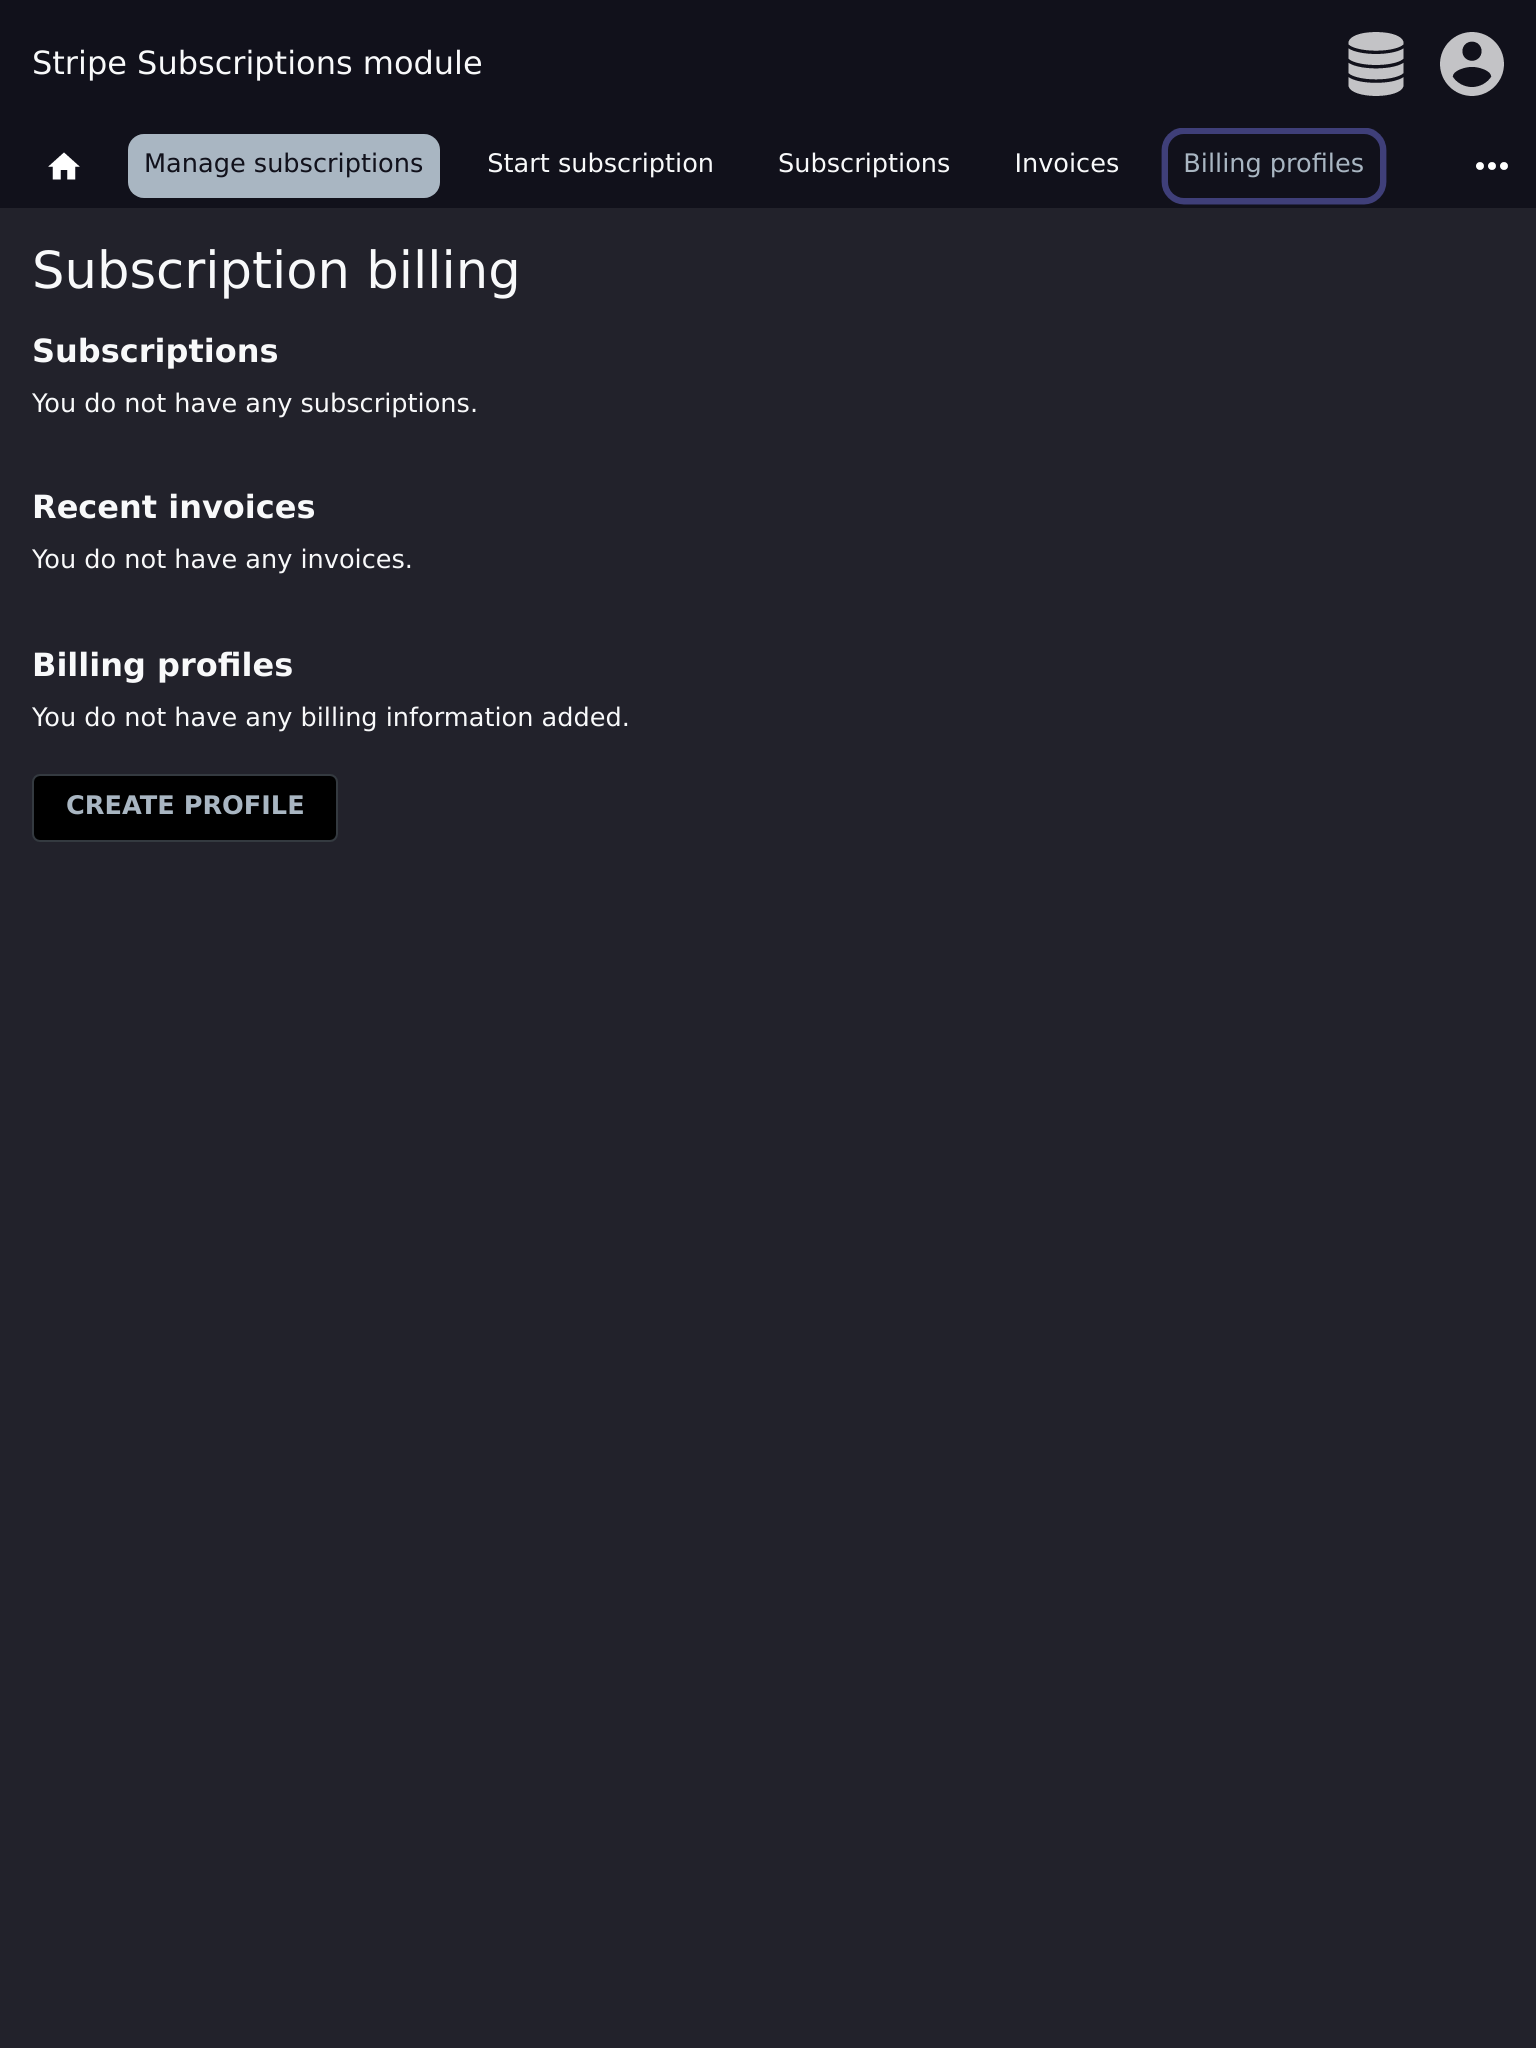 Stripe Subscriptions module
Manage subscriptions Start subscription Subscriptions Invoices Billing profiles
Subscription billing
Subscriptions
You do not have any subscriptions.
Recent invoices
You do not have any invoices.
Billing profiles
You do not have any billing information added.
CREATE PROFILE